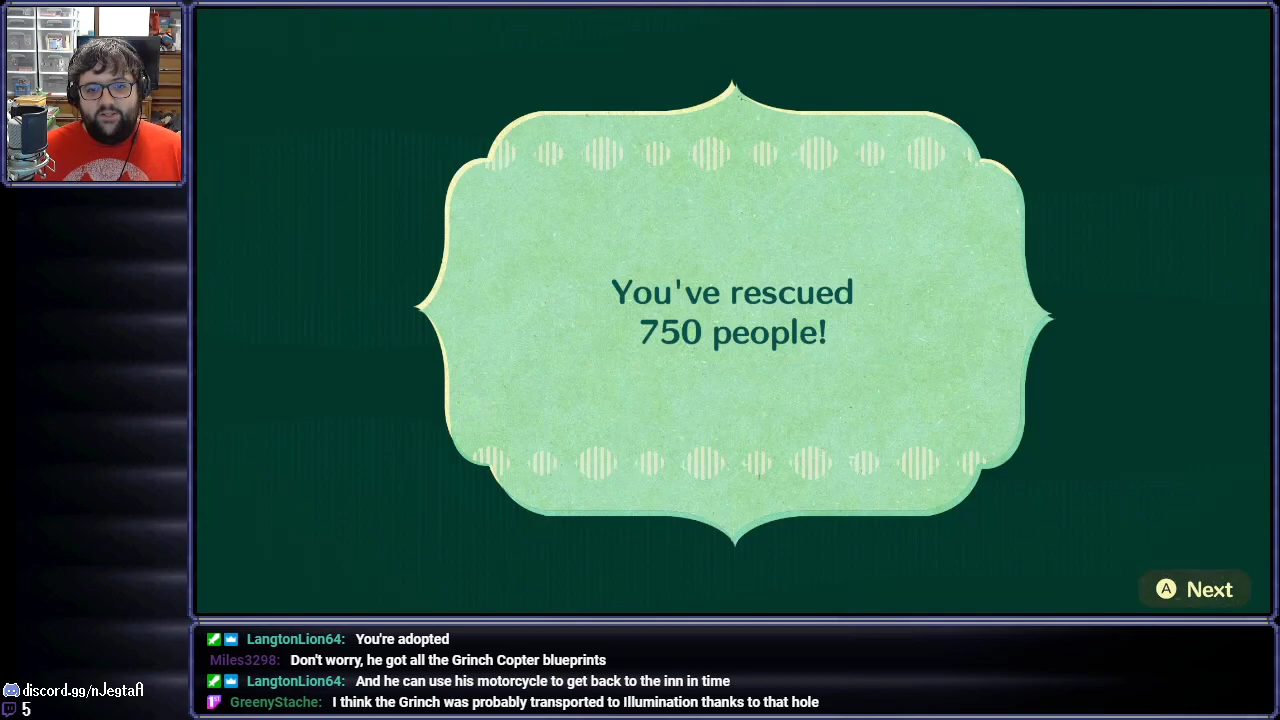 You've rescued
750 people!
A Next
LangtonLion64: You're adopted
Miles3298: Don't worry, he got all the Grinch Copter blueprints
LangtonLion64: And he can use his motorcycle to get back to the inn in time
1st GreenyStache: I think the Grinch was probably transported to Illumination thanks to that hole
discord.gg/nJegtaA
5